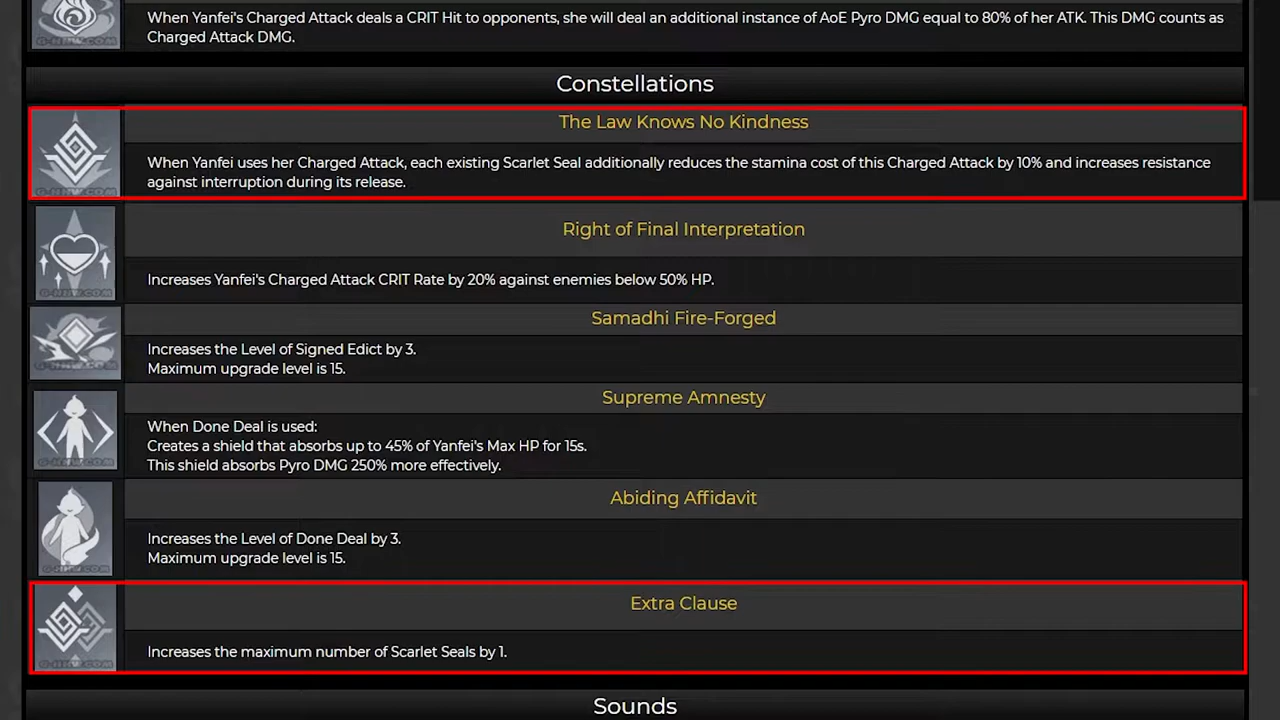 When Yanfei's Charged Attack deals a CRIT Hit to opponents, she will deal an additional instance of AoE Pyro DMG equal to 80% of her ATK. This DMG counts as
Charged Attack DMG.
Constellations
The Law Knows No Kindness
When Yanfei uses her Charged Attack, each existing Scarlet Seal additionally reduces the stamina cost of this Charged Attack by 10% and increases resistance
against interruption during its release.
Right of Final Interpretation
Increases Yanfei's Charged Attack CRIT Rate by 20% against enemies below 50% HP.
Samadhi Fire-Forged
Increases the Level of Signed Edict by 3.
Maximum upgrade level is 15.
Supreme Amnesty
When Done Deal is used:
Creates a shield that absorbs up to 45% of Yanfei's Max HP for 15s.
This shield absorbs Pyro DMG 250% more effectively.
Abiding Affidavit
Increases the Level of Done Deal by 3.
Maximum upgrade level is 15.
Extra Clause
Increases the maximum number of Scarlet Seals by 1.
Sounds